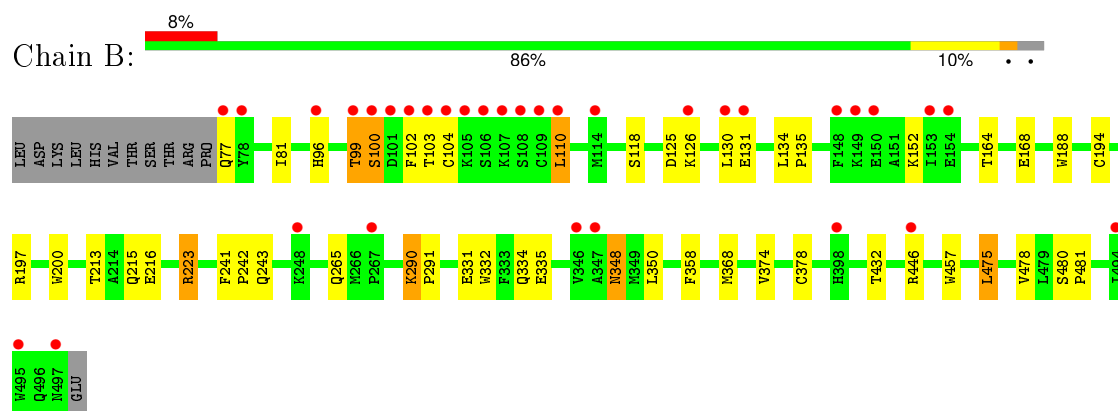 8%
Chain B:
86% 10% • •
LEU ASP LYS LEU HIS VAL THR SER THR ARG PRO Q77 Y78 I81 H96 T99 S100 D101 F102 T103 C104 K105 S106 K107 S108 C109 L110 M114 S118 D125 K126 L130 E131 L134 P135 F148 K149 E150 A151 K152 I153 E154 T164 E168 W188 C194
R197 W200 T213 A214 Q215 E216 R223 F241 P242 Q243 K248 Q265 M266 P267 K290 P291 E331 W332 F333 Q334 E335 V346 A347 N348 M349 L350 F358 M368 V374 C378 H398 T432 R446 W457 L475 V478 L479 S480 P481
W495 Q496 N497 GLU